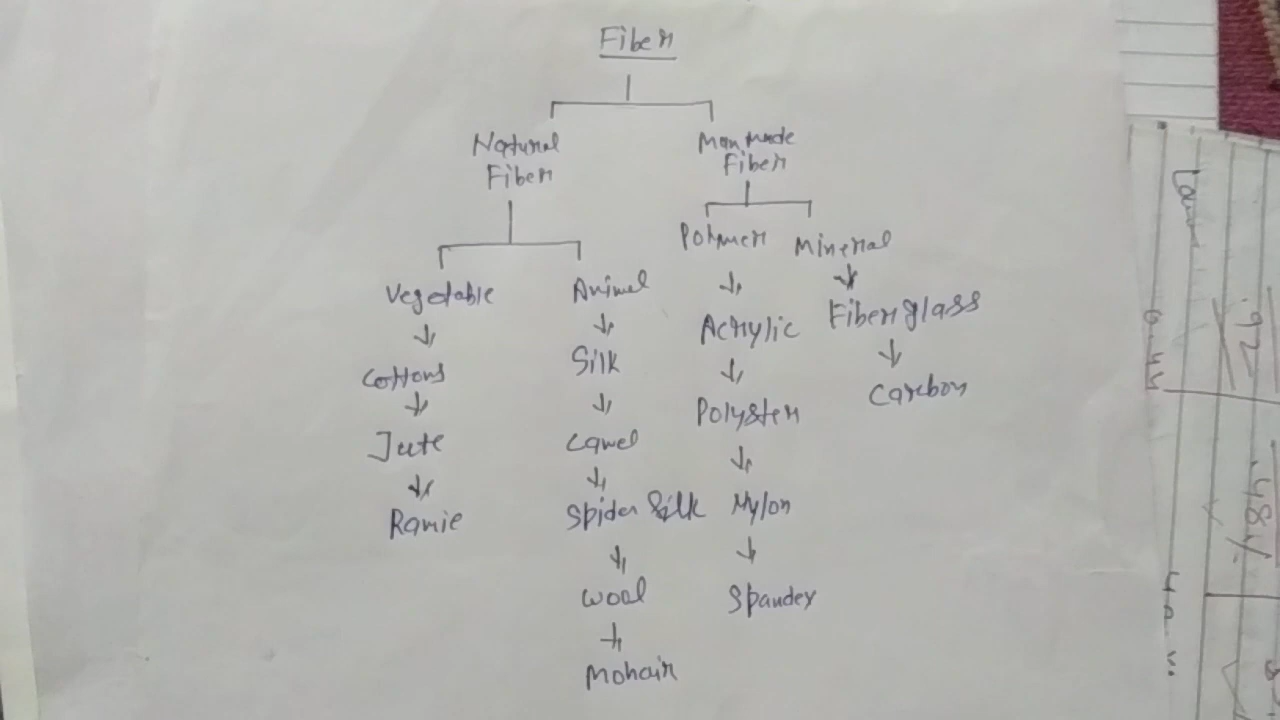 Fiber
Natural
Fiber
Man made
Fiber
Vegetable
Cottons
Jute
Ramie
Animal
Silk
Camel
Spider Silk
Wool
Mohair
Polymer
Acrylic
Polyster
Nylon
Spandex
Mineral
Fiberglass
Carbon